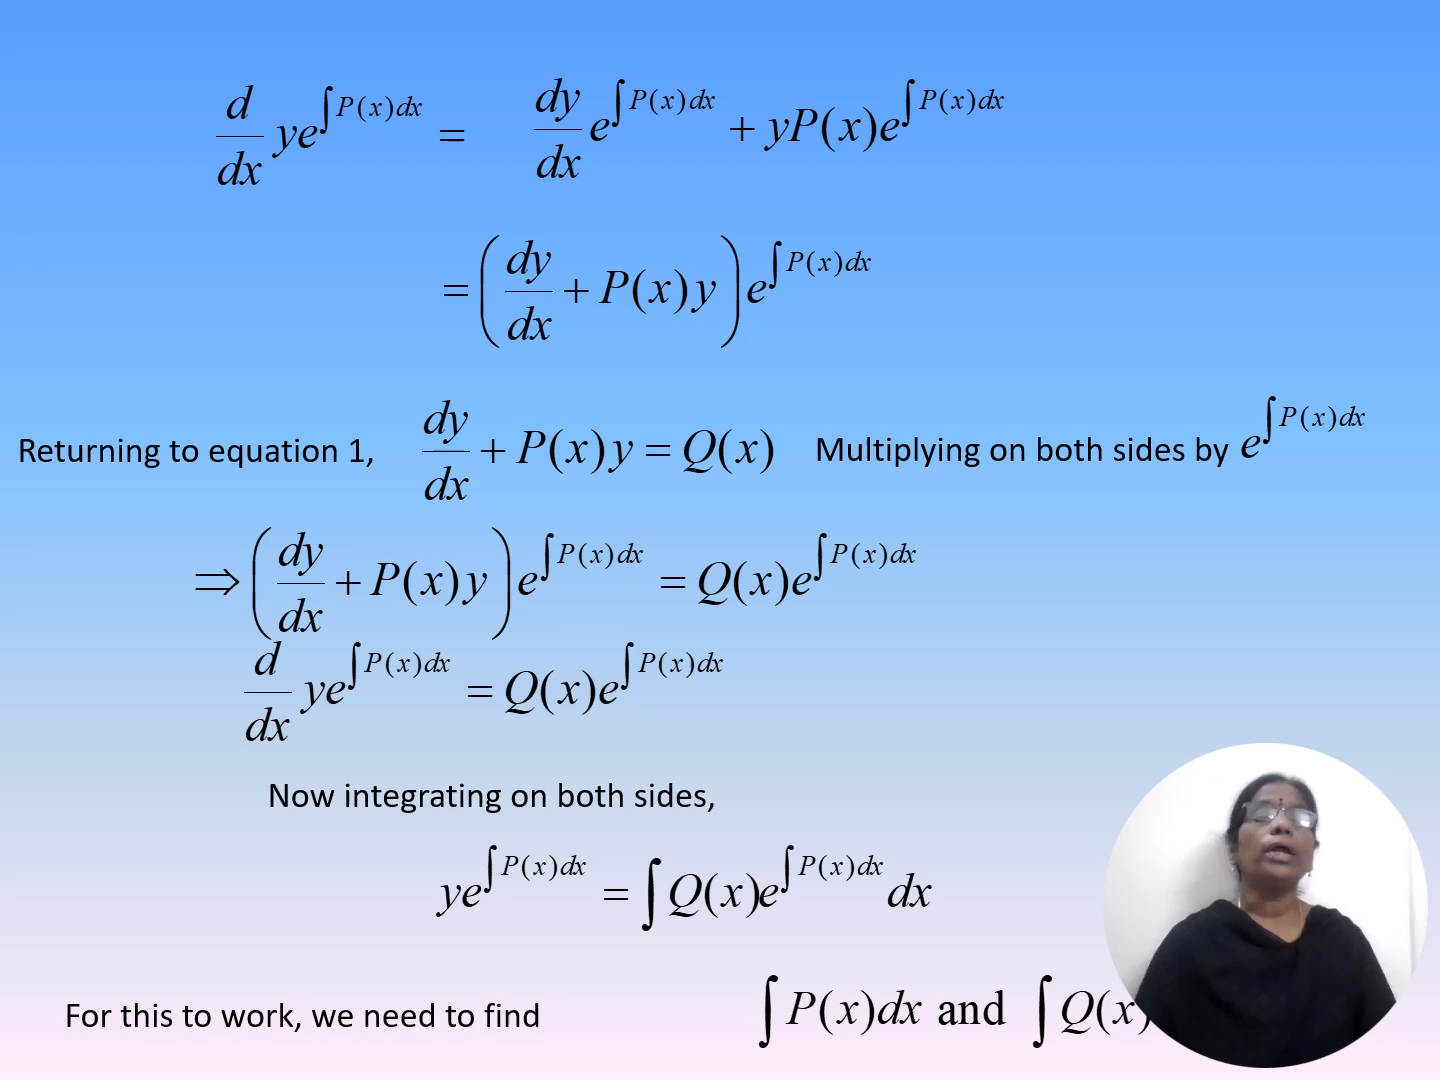 d/dx ye^{∫P(x)dx} = dy/dx e^{∫P(x)dx} + yP(x)e^{∫P(x)dx}
= (dy/dx + P(x)y) e^{∫P(x)dx}
Returning to equation 1, dy/dx + P(x)y = Q(x) Multiplying on both sides by e^{∫P(x)dx}
⇒ (dy/dx + P(x)y) e^{∫P(x)dx} = Q(x)e^{∫P(x)dx}
d/dx ye^{∫P(x)dx} = Q(x)e^{∫P(x)dx}
Now integrating on both sides,
ye^{∫P(x)dx} = ∫Q(x)e^{∫P(x)dx} dx
For this to work, we need to find ∫P(x)dx and ∫Q(x)